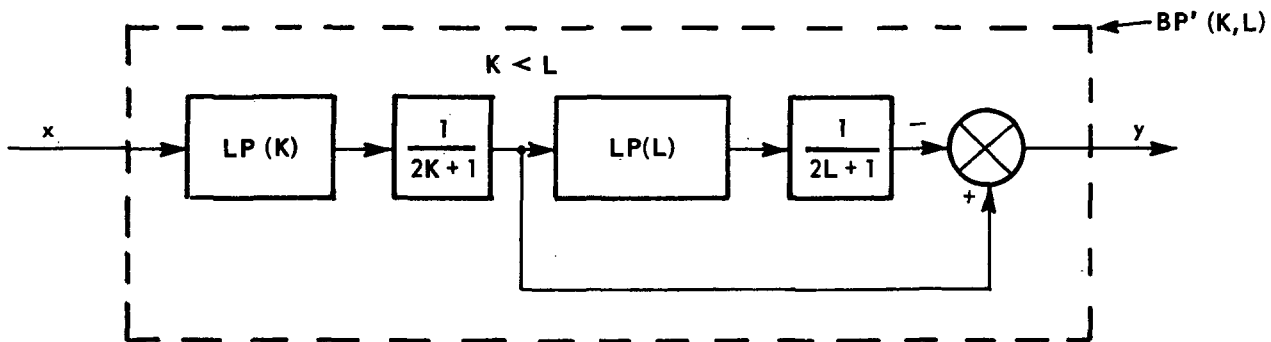 BP' (K,L)
K < L
x
LP (K)
1
2K + 1
LP(L)
1
2L + 1
−
+
y